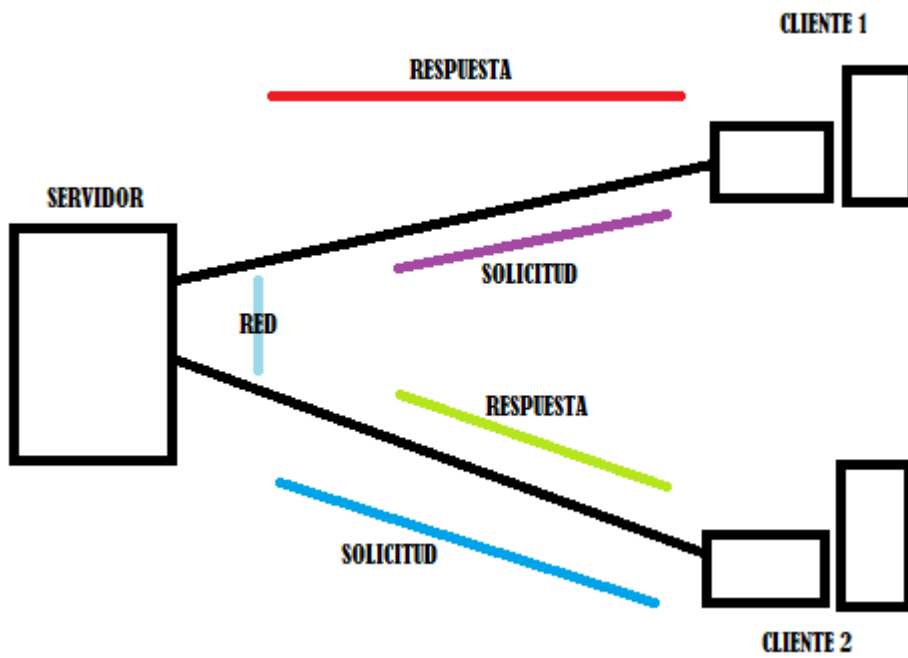 CLIENTE 1
RESPUESTA
SERVIDOR
SOLICITUD
RED
RESPUESTA
SOLICITUD
CLIENTE 2